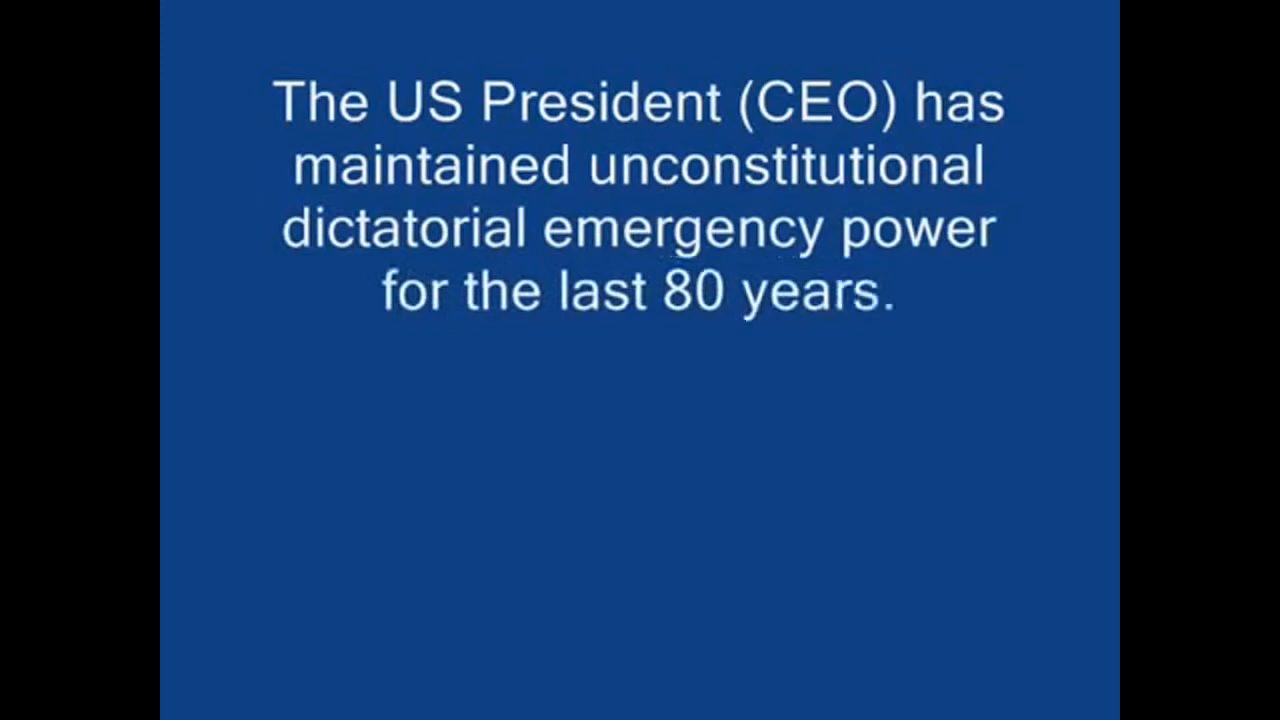 The US President (CEO) has
maintained unconstitutional
dictatorial emergency power
for the last 80 years.